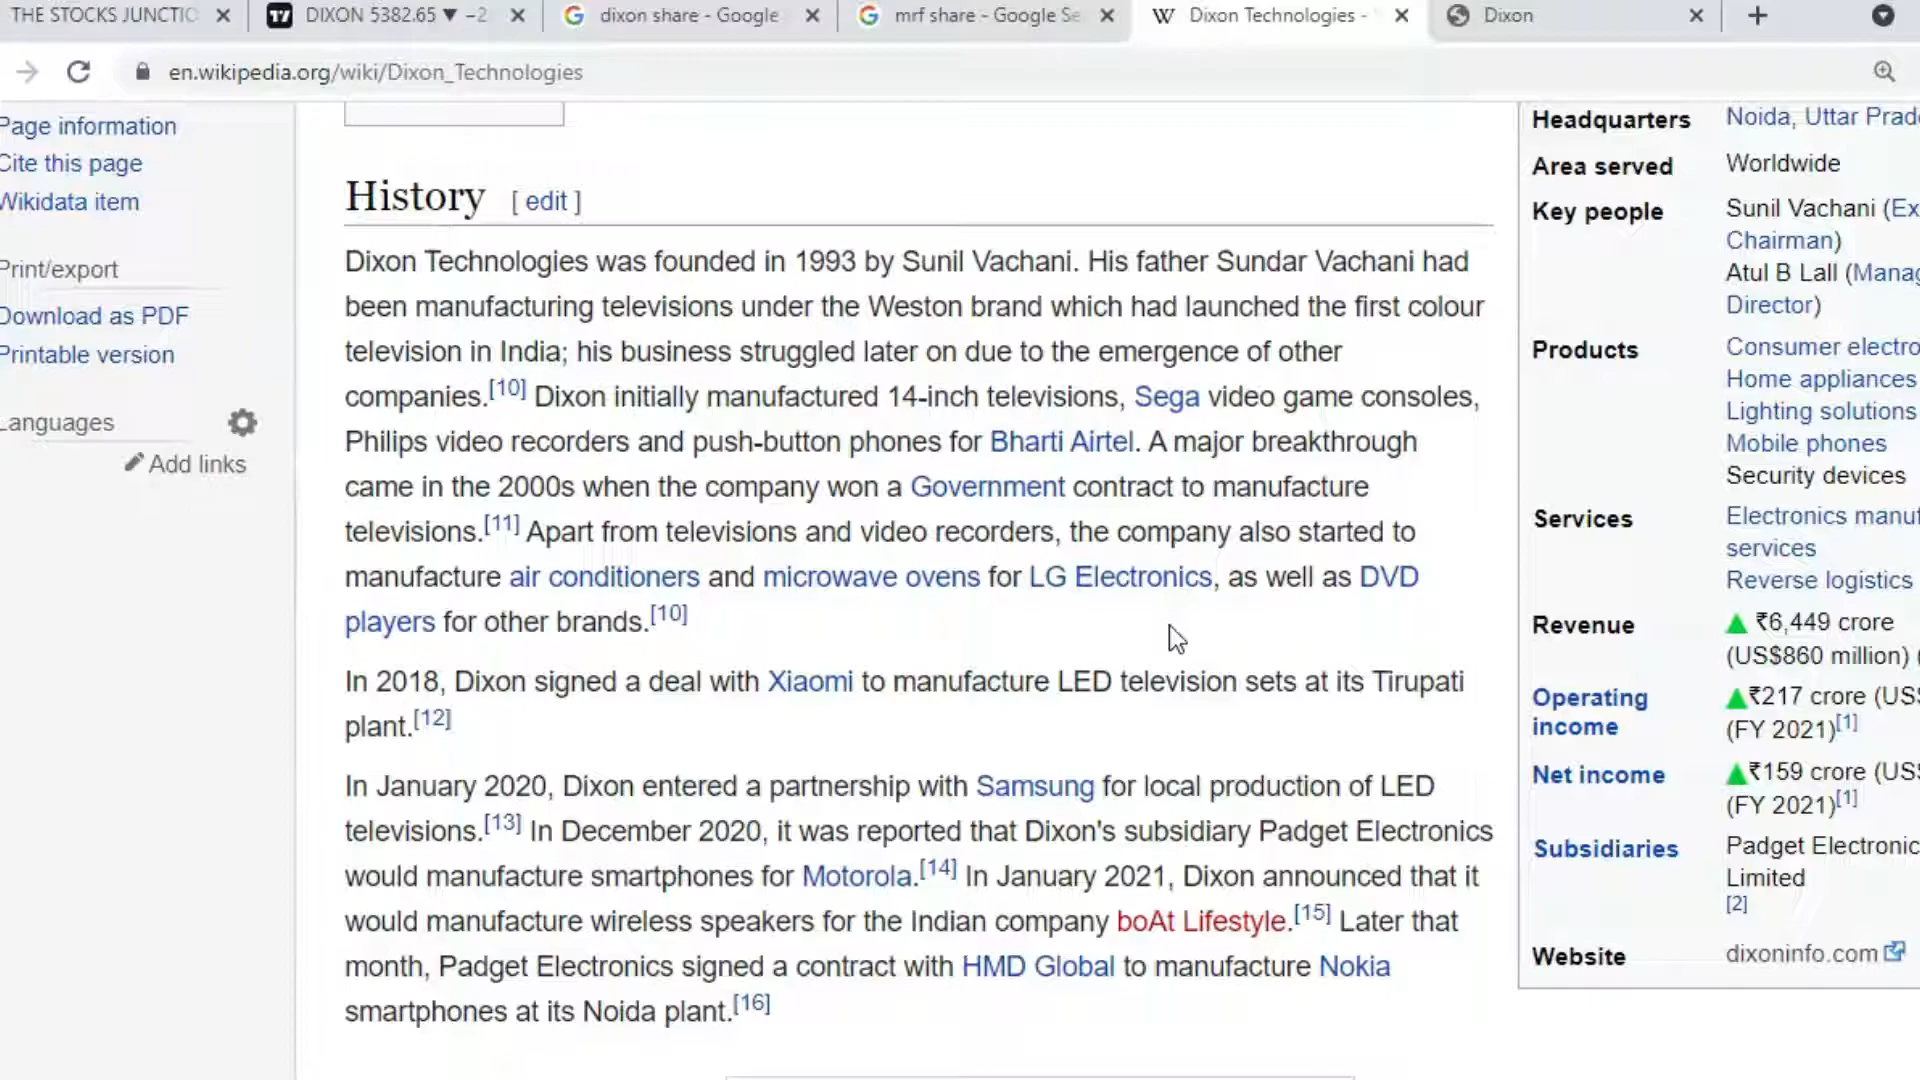 THE STOCKS JUNCTIC
DIXON 5382.65 ▼ −2
dixon share - Google
mrf share - Google Se
Dixon Technologies -
Dixon
en.wikipedia.org/wiki/Dixon_Technologies
Page information
Cite this page
Wikidata item
Print/export
Download as PDF
Printable version
Languages
Add links
History [ edit ]
Dixon Technologies was founded in 1993 by Sunil Vachani. His father Sundar Vachani had
been manufacturing televisions under the Weston brand which had launched the first colour
television in India; his business struggled later on due to the emergence of other
companies.[10] Dixon initially manufactured 14-inch televisions, Sega video game consoles,
Philips video recorders and push-button phones for Bharti Airtel. A major breakthrough
came in the 2000s when the company won a Government contract to manufacture
televisions.[11] Apart from televisions and video recorders, the company also started to
manufacture air conditioners and microwave ovens for LG Electronics, as well as DVD
players for other brands.[10]
In 2018, Dixon signed a deal with Xiaomi to manufacture LED television sets at its Tirupati
plant.[12]
In January 2020, Dixon entered a partnership with Samsung for local production of LED
televisions.[13] In December 2020, it was reported that Dixon's subsidiary Padget Electronics
would manufacture smartphones for Motorola.[14] In January 2021, Dixon announced that it
would manufacture wireless speakers for the Indian company boAt Lifestyle.[15] Later that
month, Padget Electronics signed a contract with HMD Global to manufacture Nokia
smartphones at its Noida plant.[16]
Headquarters Noida, Uttar Prade
Area served Worldwide
Key people Sunil Vachani (Ex
Chairman)
Atul B Lall (Manag
Director)
Products Consumer electro
Home appliances
Lighting solutions
Mobile phones
Security devices
Services Electronics manuf
services
Reverse logistics
Revenue ▲ ₹6,449 crore
(US$860 million) (
Operating income ▲₹217 crore (US$
(FY 2021)[1]
Net income ▲₹159 crore (US$
(FY 2021)[1]
Subsidiaries Padget Electronic
Limited
[2]
Website dixoninfo.com